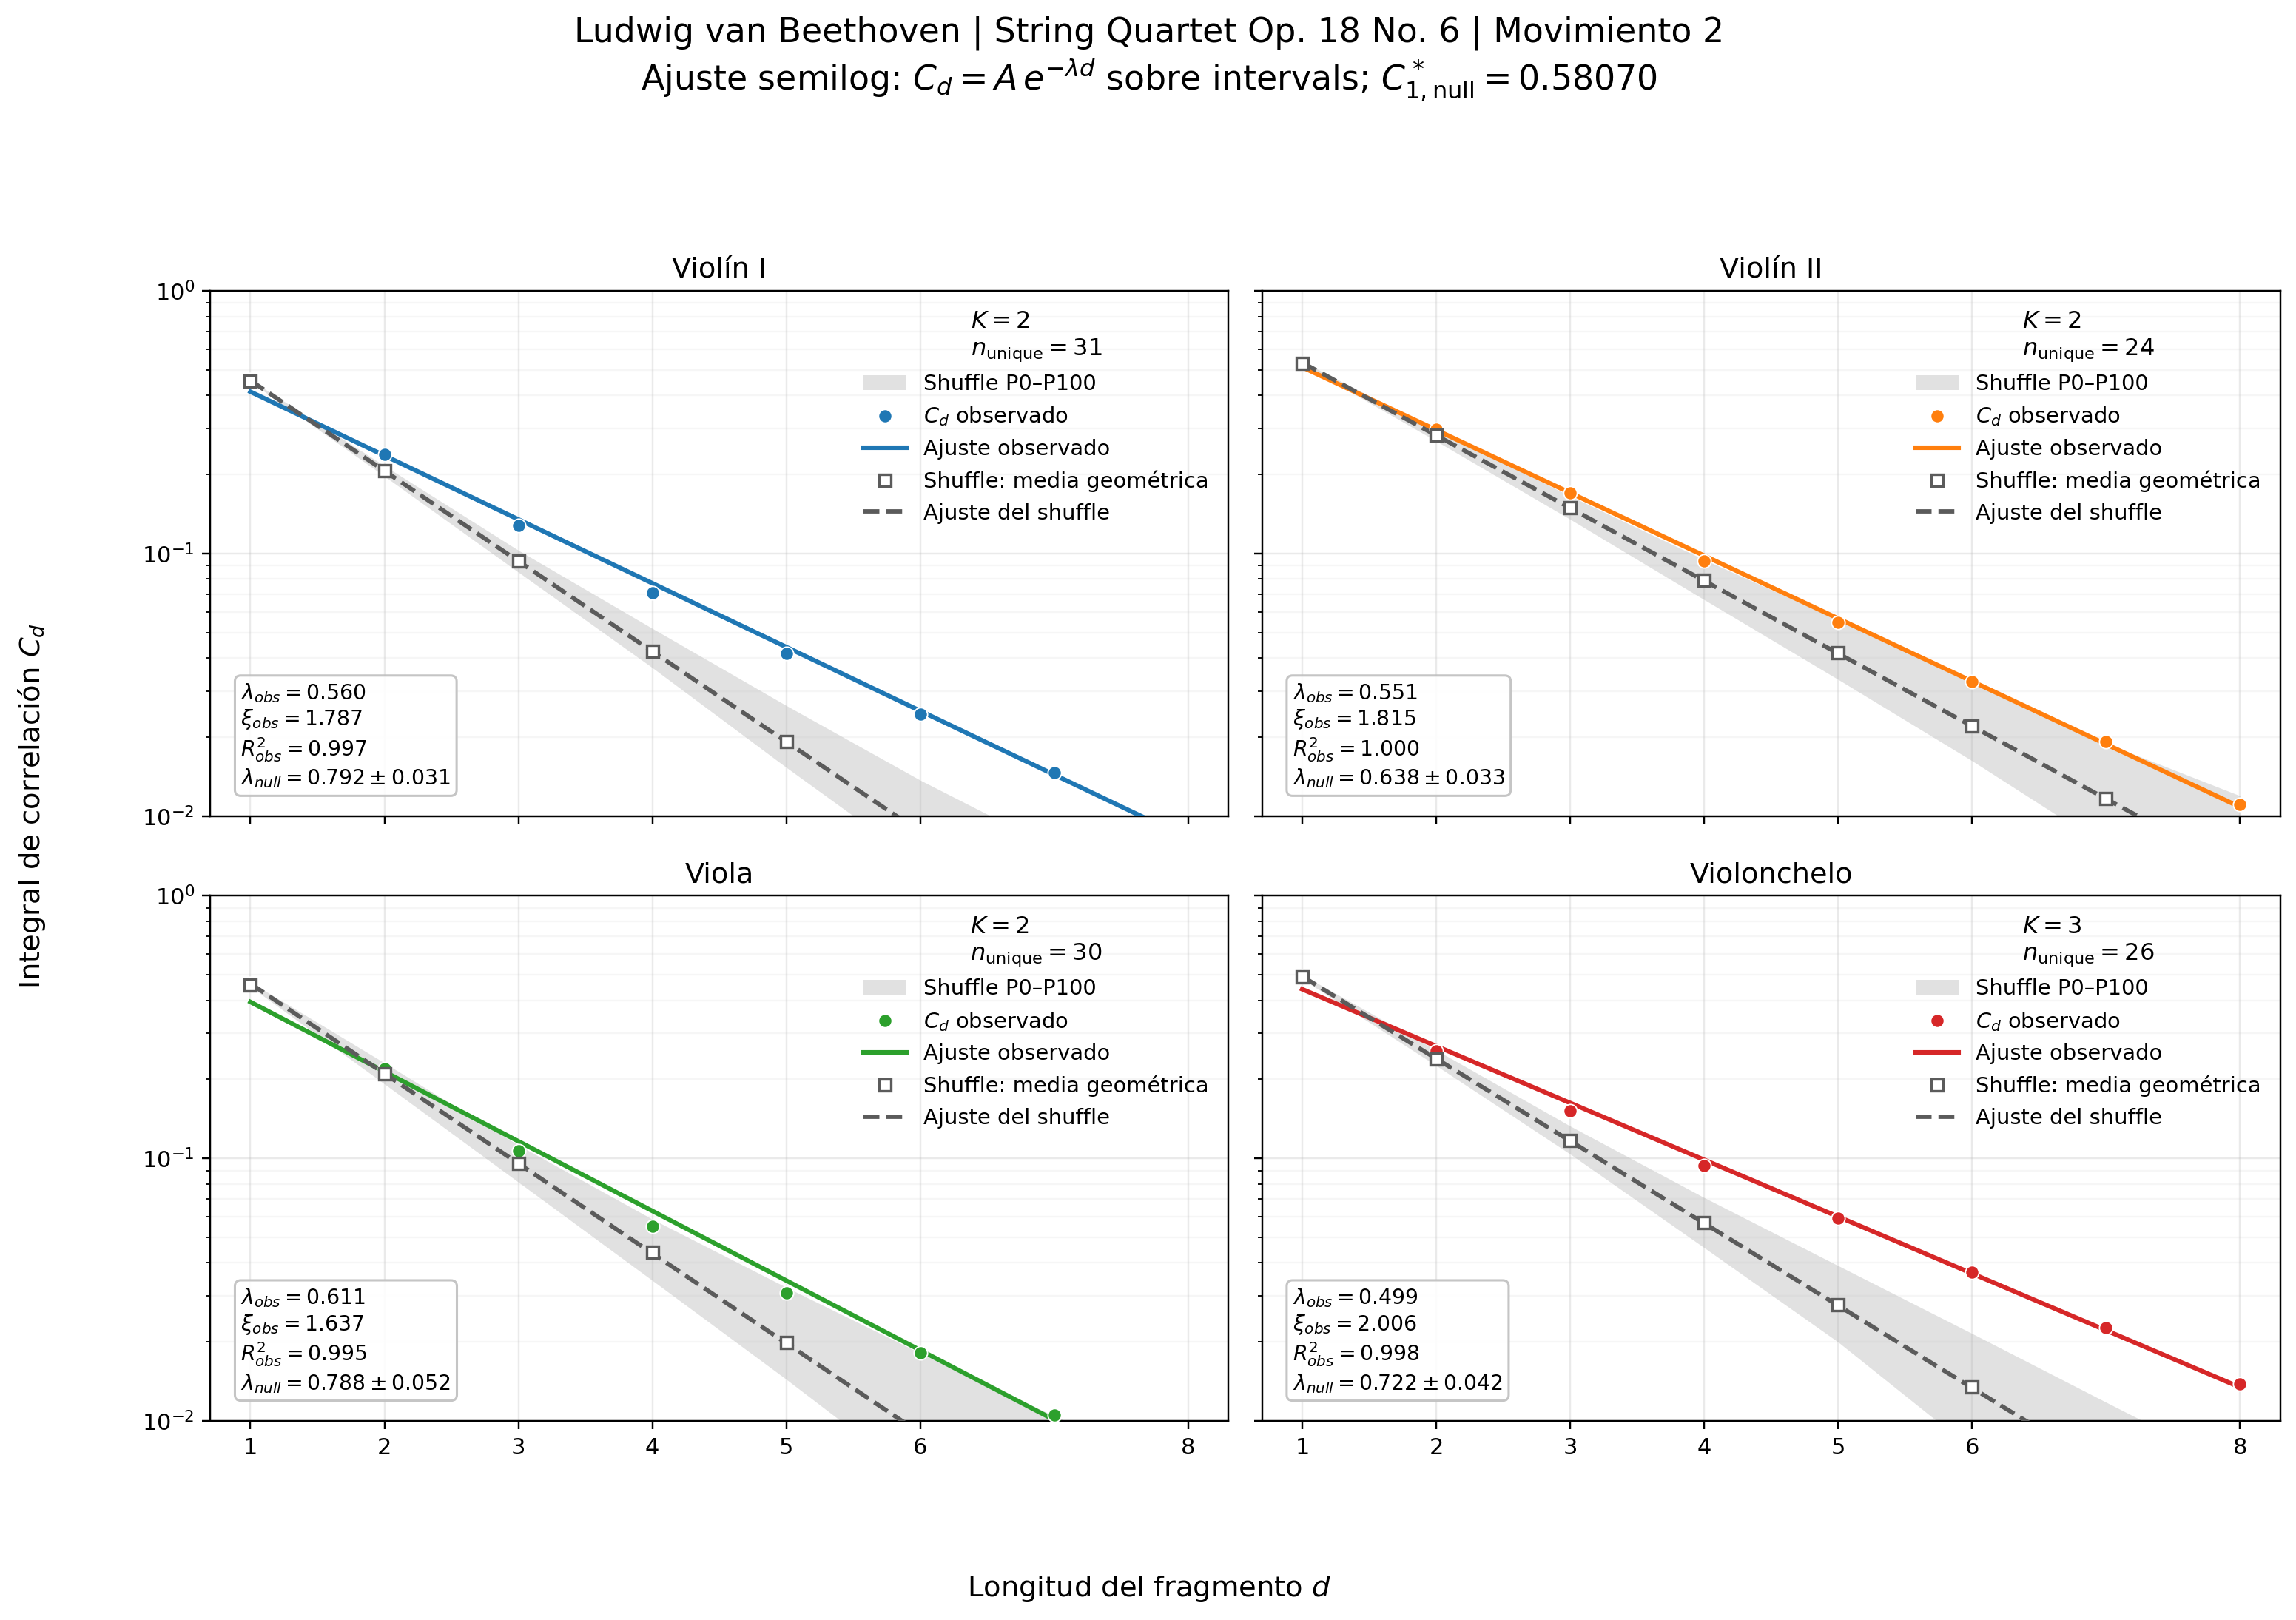 Ludwig van Beethoven | String Quartet Op. 18 No. 6 | Movimiento 2
Ajuste semilog: $C_d = A\,e^{-\lambda d}$ sobre intervals; $C^*_{1,\mathrm{null}} = 0.58070$
Integral de correlación $C_d$
Violín I
10⁰
10⁻¹
10⁻²
K = 2
n_unique = 31
Shuffle P0–P100
C_d observado
Ajuste observado
Shuffle: media geométrica
Ajuste del shuffle
λ_obs = 0.560
ξ_obs = 1.787
R²_obs = 0.997
λ_null = 0.792 ± 0.031
Violín II
K = 2
n_unique = 24
Shuffle P0–P100
C_d observado
Ajuste observado
Shuffle: media geométrica
Ajuste del shuffle
λ_obs = 0.551
ξ_obs = 1.815
R²_obs = 1.000
λ_null = 0.638 ± 0.033
Viola
10⁰
10⁻¹
10⁻²
K = 2
n_unique = 30
Shuffle P0–P100
C_d observado
Ajuste observado
Shuffle: media geométrica
Ajuste del shuffle
λ_obs = 0.611
ξ_obs = 1.637
R²_obs = 0.995
λ_null = 0.788 ± 0.052
1 2 3 4 5 6 8
Violonchelo
K = 3
n_unique = 26
Shuffle P0–P100
C_d observado
Ajuste observado
Shuffle: media geométrica
Ajuste del shuffle
λ_obs = 0.499
ξ_obs = 2.006
R²_obs = 0.998
λ_null = 0.722 ± 0.042
1 2 3 4 5 6 8
Longitud del fragmento d